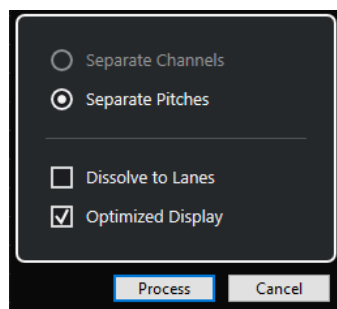 Separate Channels
Separate Pitches
Dissolve to Lanes
Optimized Display
Process Cancel